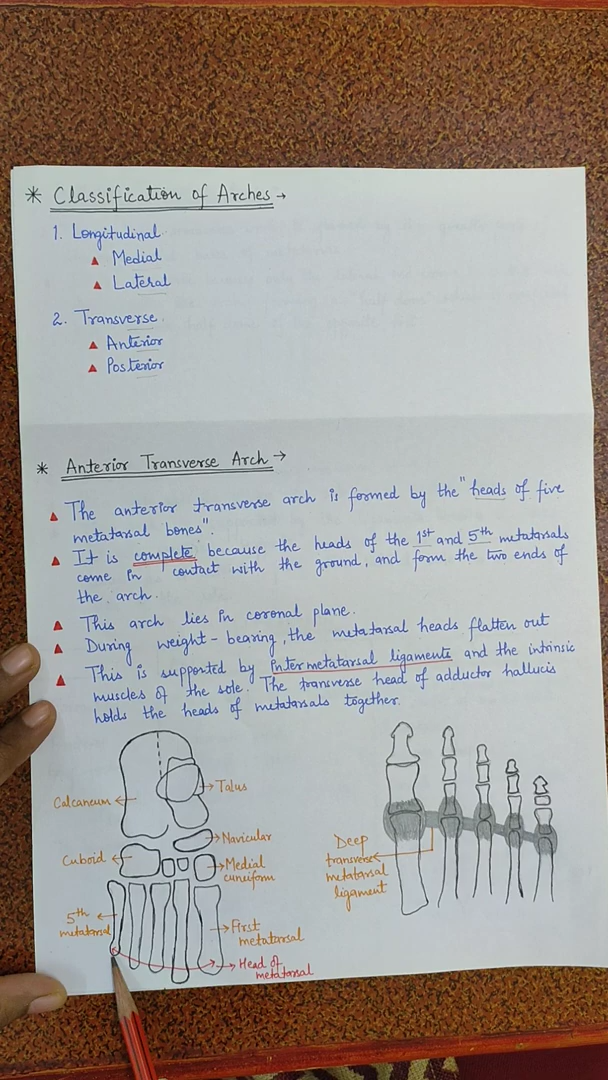 * Classification of Arches →
1. Longitudinal
▲ Medial
▲ Lateral
2. Transverse
▲ Anterior
▲ Posterior
* Anterior Transverse Arch →
▲ The anterior transverse arch is formed by the "heads of five
metatarsal bones".
▲ It is complete because the heads of the 1st and 5th metatarsals
come in contact with the ground, and form the two ends of
the arch.
▲ This arch lies in coronal plane.
▲ During weight-bearing, the metatarsal heads flatten out
▲ This is supported by intermetatarsal ligaments and the intrinsic
muscles of the sole. The transverse head of adductor hallucis
holds the heads of metatarsals together.
Calcaneum
Talus
Navicular
Cuboid
Medial
cuneiform
5th
metatarsal
First
metatarsal
Head of
metatarsal
Deep
transverse
metatarsal
ligament